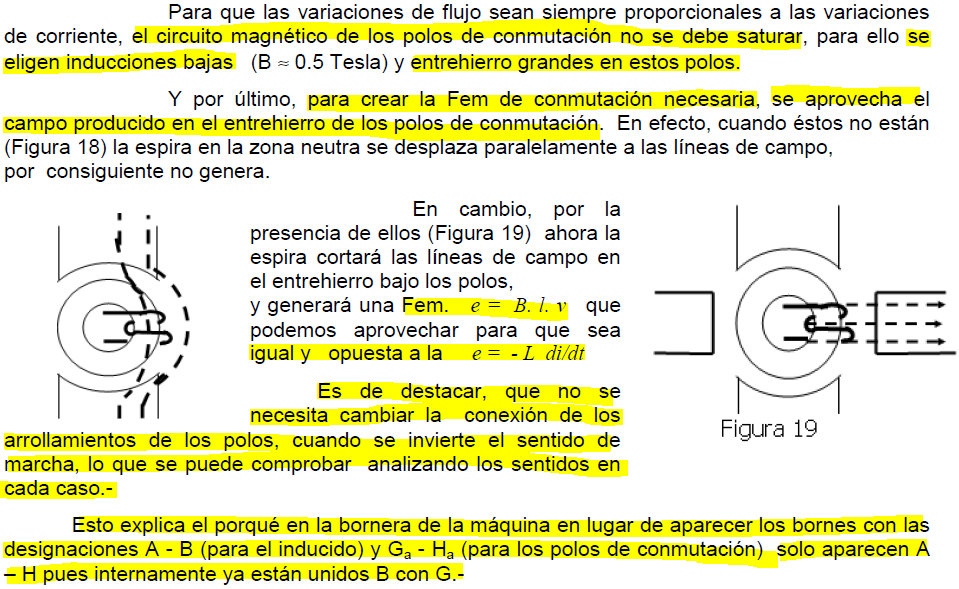 Para que las variaciones de flujo sean siempre proporcionales a las variaciones
de corriente, el circuito magnético de los polos de conmutación no se debe saturar, para ello se
eligen inducciones bajas (B ≈ 0.5 Tesla) y entrehierro grandes en estos polos.
Y por último, para crear la Fem de conmutación necesaria, se aprovecha el
campo producido en el entrehierro de los polos de conmutación. En efecto, cuando éstos no están
(Figura 18) la espira en la zona neutra se desplaza paralelamente a las líneas de campo,
por consiguiente no genera.
En cambio, por la
presencia de ellos (Figura 19) ahora la
espira cortará las líneas de campo en
el entrehierro bajo los polos,
y generará una Fem. e = B. l. v que
podemos aprovechar para que sea
igual y opuesta a la e = - L di/dt
Es de destacar, que no se
necesita cambiar la conexión de los
arrollamientos de los polos, cuando se invierte el sentido de
marcha, lo que se puede comprobar analizando los sentidos en
cada caso.-
Figura 19
Esto explica el porqué en la bornera de la máquina en lugar de aparecer los bornes con las
designaciones A - B (para el inducido) y Ga - Ha (para los polos de conmutación) solo aparecen A
– H pues internamente ya están unidos B con G.-